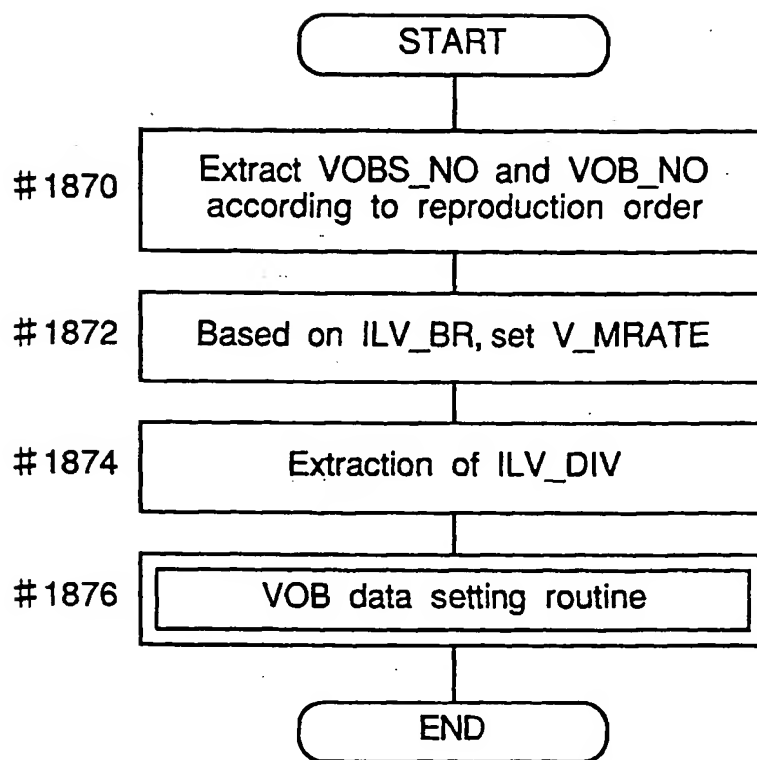 START
#1870
Extract VOBS_NO and VOB_NO
according to reproduction order
#1872
Based on ILV_BR, set V_MRATE
#1874
Extraction of ILV_DIV
#1876
VOB data setting routine
END